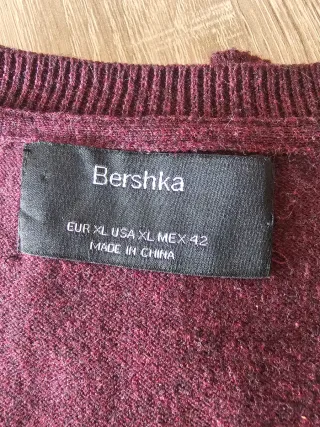 Bershka
EUR XL USA XL MEX 42
MADE IN CHINA